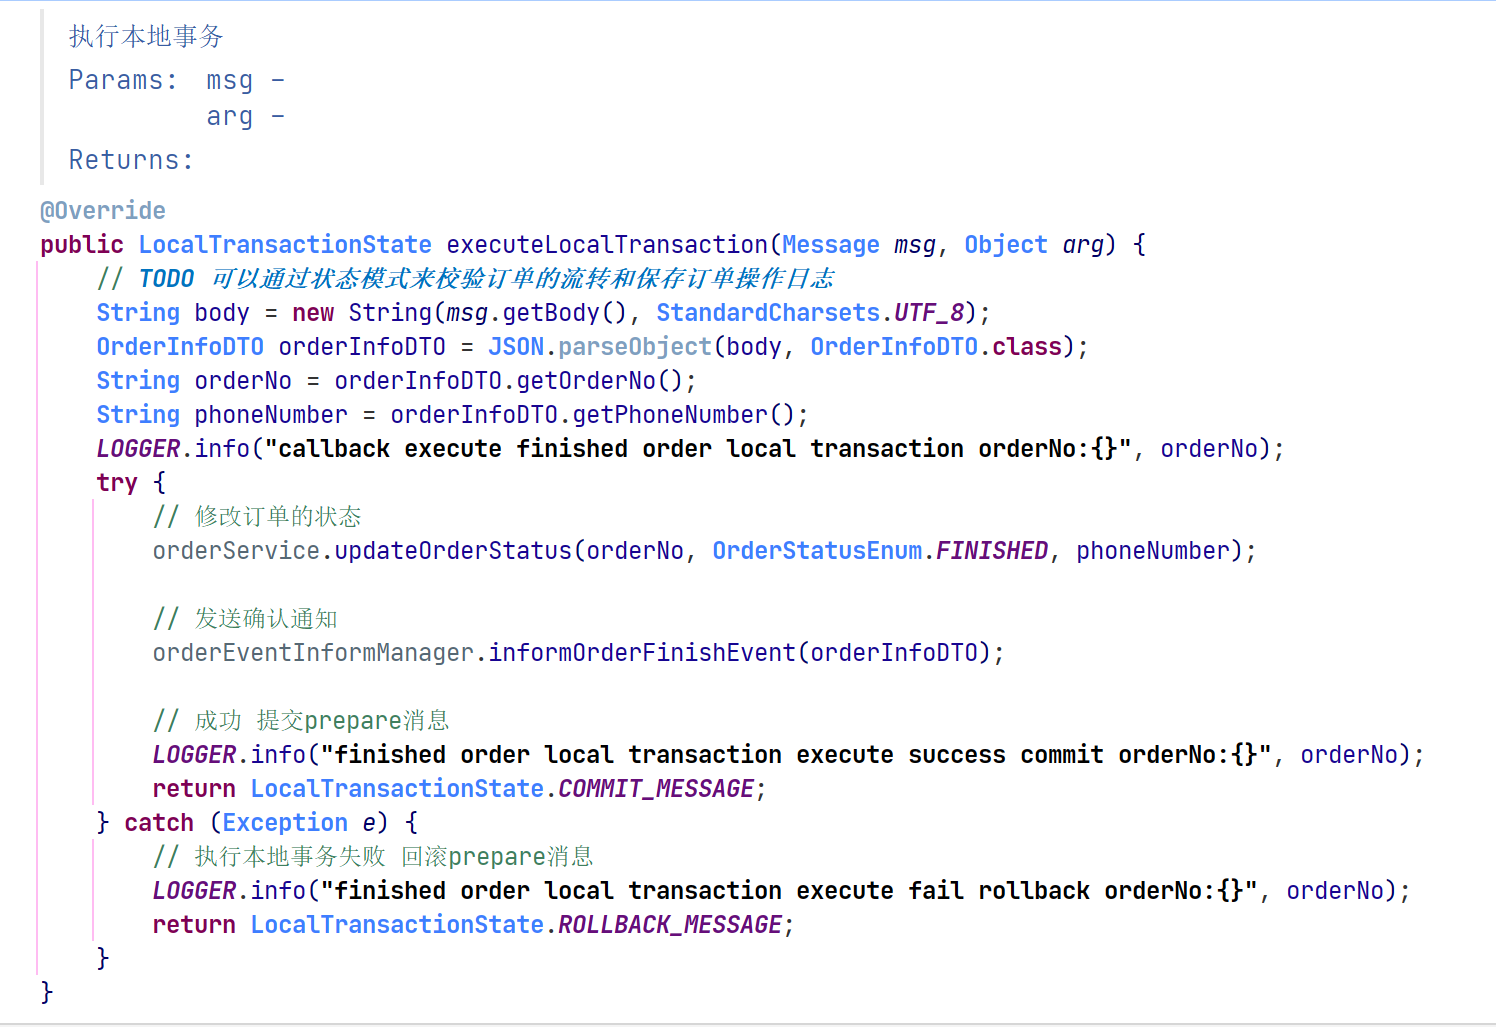 执行本地事务
Params: msg –
arg –
Returns:
@Override
public LocalTransactionState executeLocalTransaction(Message msg, Object arg) {
    // TODO 可以通过状态模式来校验订单的流转和保存订单操作日志
    String body = new String(msg.getBody(), StandardCharsets.UTF_8);
    OrderInfoDTO orderInfoDTO = JSON.parseObject(body, OrderInfoDTO.class);
    String orderNo = orderInfoDTO.getOrderNo();
    String phoneNumber = orderInfoDTO.getPhoneNumber();
    LOGGER.info("callback execute finished order local transaction orderNo:{}", orderNo);
    try {
        // 修改订单的状态
        orderService.updateOrderStatus(orderNo, OrderStatusEnum.FINISHED, phoneNumber);
        // 发送确认通知
        orderEventInformManager.informOrderFinishEvent(orderInfoDTO);
        // 成功 提交prepare消息
        LOGGER.info("finished order local transaction execute success commit orderNo:{}", orderNo);
        return LocalTransactionState.COMMIT_MESSAGE;
    } catch (Exception e) {
        // 执行本地事务失败 回滚prepare消息
        LOGGER.info("finished order local transaction execute fail rollback orderNo:{}", orderNo);
        return LocalTransactionState.ROLLBACK_MESSAGE;
    }
}